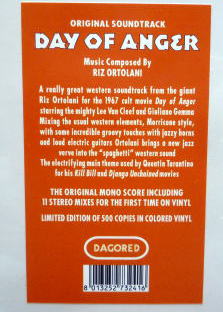 ORIGINAL SOUNDTRACK
DAY OF ANGER
Music Composed By
RIZ ORTOLANI
A really great western soundtrack from the giant
Riz Ortolani for the 1967 cult movie Day of Anger
starring the mighty Lee Van Cleef and Giuliano Gemma
Mixing the usual western elements, Morricone style,
with some incredible groovy touches with jazzy horns
and loud electric guitars Ortolani brings a new jazz
verve into the "spaghetti" western sound
The electrifying main theme used by Quentin Tarantino
for his Kill Bill and Django Unchained movies
THE ORIGINAL MONO SCORE INCLUDING
11 STEREO MIXES FOR THE FIRST TIME ON VINYL
LIMITED EDITION OF 500 COPIES IN COLORED VINYL
DAGORED
8 013252 732416